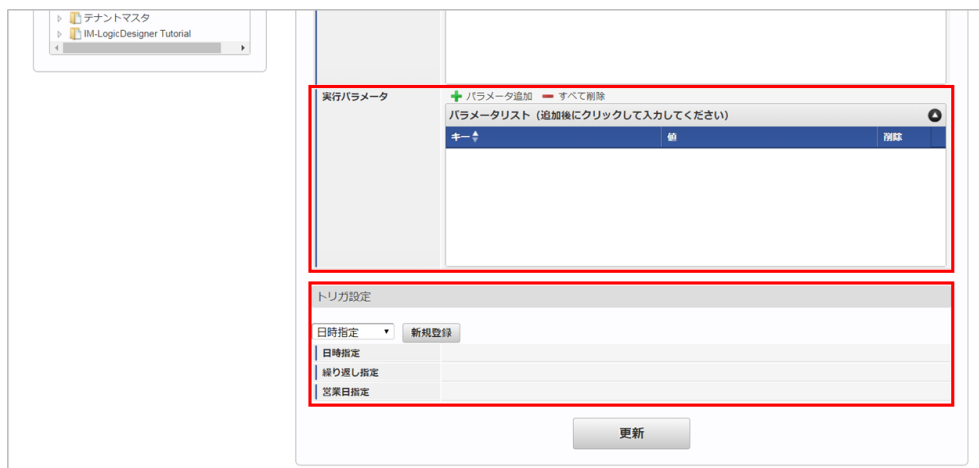 テナントマスタ
IM-LogicDesigner Tutorial
実行パラメータ
パラメータ追加 すべて削除
パラメータリスト（追加後にクリックして入力してください）
キー 値 削除
トリガ設定
日時指定 新規登録
日時指定
繰り返し指定
営業日指定
更新